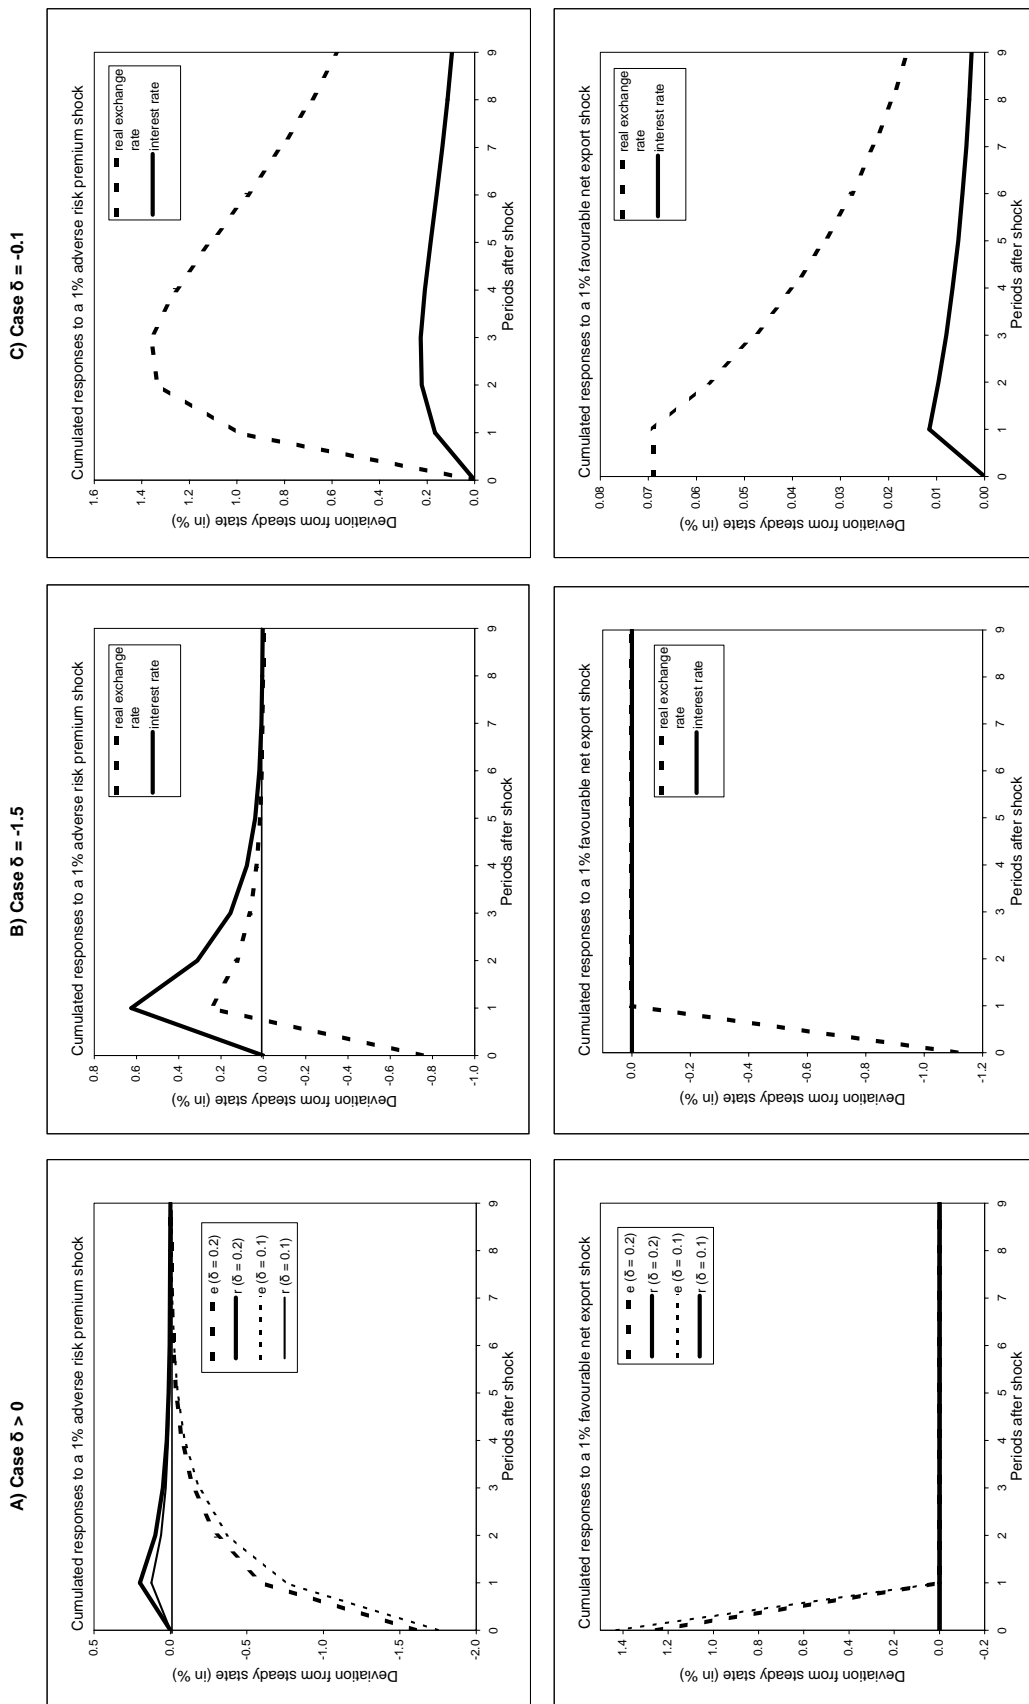 A) Case δ > 0
Cumulated responses to a 1% adverse risk premium shock
Deviation from steady state (in %)
0.5
0.0
-0.5
-1.0
-1.5
-2.0
0 1 2 3 4 5 6 7 8 9
Periods after shock
e (δ = 0.2)
r (δ = 0.2)
e (δ = 0.1)
r (δ = 0.1)
Cumulated responses to a 1% favourable net export shock
Deviation from steady state (in %)
1.4
1.2
1.0
0.8
0.6
0.4
0.2
0.0
-0.2
0 1 2 3 4 5 6 7 8 9
Periods after shock
e (δ = 0.2)
r (δ = 0.2)
e (δ = 0.1)
r (δ = 0.1)
B) Case δ = -1.5
Cumulated responses to a 1% adverse risk premium shock
Deviation from steady state (in %)
0.8
0.6
0.4
0.2
0.0
-0.2
-0.4
-0.6
-0.8
-1.0
0 1 2 3 4 5 6 7 8 9
Periods after shock
real exchange
rate
interest rate
Cumulated responses to a 1% favourable net export shock
Deviation from steady state (in %)
0.0
-0.2
-0.4
-0.6
-0.8
-1.0
-1.2
0 1 2 3 4 5 6 7 8 9
Periods after shock
real exchange
rate
interest rate
C) Case δ = -0.1
Cumulated responses to a 1% adverse risk premium shock
Deviation from steady state (in %)
1.6
1.4
1.2
1.0
0.8
0.6
0.4
0.2
0.0
0 1 2 3 4 5 6 7 8 9
Periods after shock
real exchange
rate
interest rate
Cumulated responses to a 1% favourable net export shock
Deviation from steady state (in %)
0.08
0.07
0.06
0.05
0.04
0.03
0.02
0.01
0.00
0 1 2 3 4 5 6 7 8 9
Periods after shock
real exchange
rate
interest rate